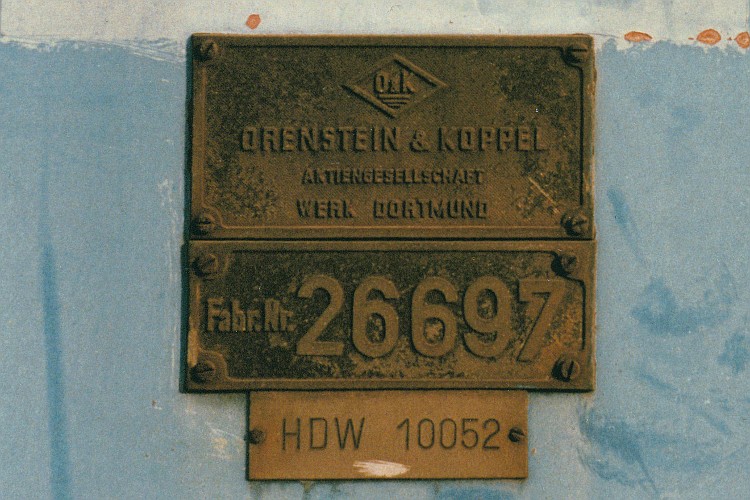 O&K
ORENSTEIN & KOPPEL
AKTIENGESELLSCHAFT
WERK DORTMUND
Fabr.Nr. 26697
HDW 10052